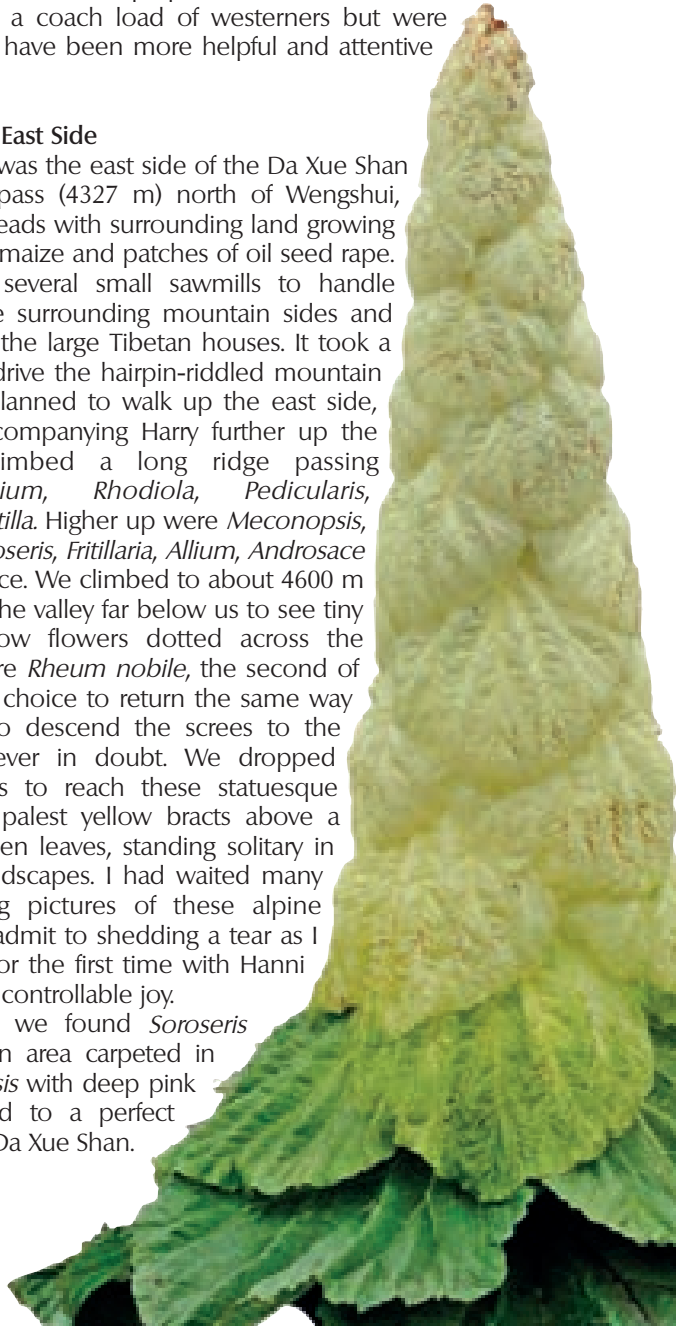 a coach load of westerners but were
have been more helpful and attentive
East Side
was the east side of the Da Xue Shan
pass (4327 m) north of Wengshui,
eads with surrounding land growing
maize and patches of oil seed rape.
several small sawmills to handle
e surrounding mountain sides and
the large Tibetan houses. It took a
drive the hairpin-riddled mountain
lanned to walk up the east side,
companying Harry further up the
imbed a long ridge passing
ium, Rhodiola, Pedicularis,
tilla. Higher up were Meconopsis,
oseris, Fritillaria, Allium, Androsace
ce. We climbed to about 4600 m
he valley far below us to see tiny
ow flowers dotted across the
re Rheum nobile, the second of
choice to return the same way
o descend the screes to the
ever in doubt. We dropped
s to reach these statuesque
palest yellow bracts above a
en leaves, standing solitary in
dscapes. I had waited many
g pictures of these alpine
admit to shedding a tear as I
or the first time with Hanni
controllable joy.
we found Soroseris
n area carpeted in
sis with deep pink
d to a perfect
Da Xue Shan.